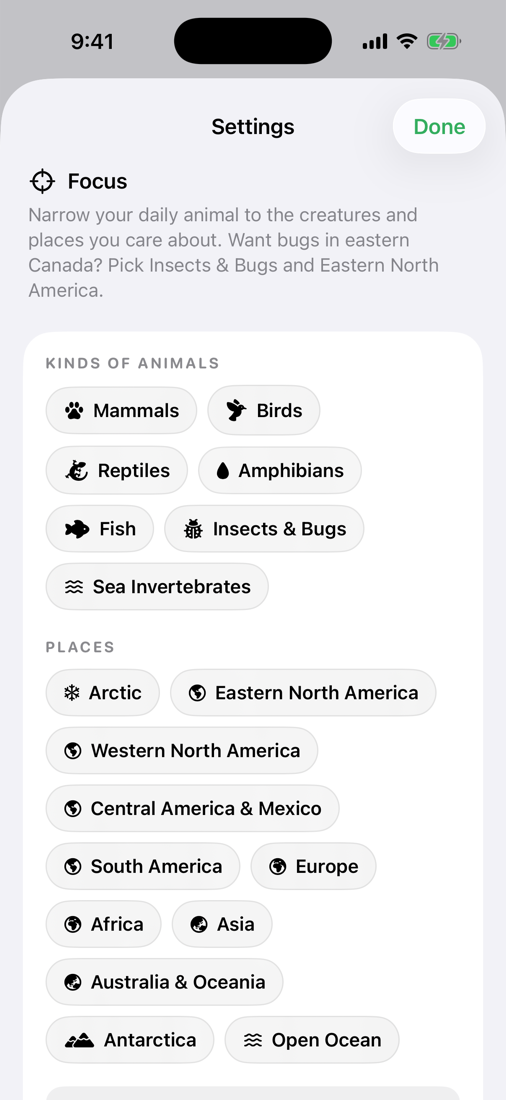 9:41
Settings
Done
Focus
Narrow your daily animal to the creatures and
places you care about. Want bugs in eastern
Canada? Pick Insects & Bugs and Eastern North
America.
KINDS OF ANIMALS
Mammals
Birds
Reptiles
Amphibians
Fish
Insects & Bugs
Sea Invertebrates
PLACES
Arctic
Eastern North America
Western North America
Central America & Mexico
South America
Europe
Africa
Asia
Australia & Oceania
Antarctica
Open Ocean